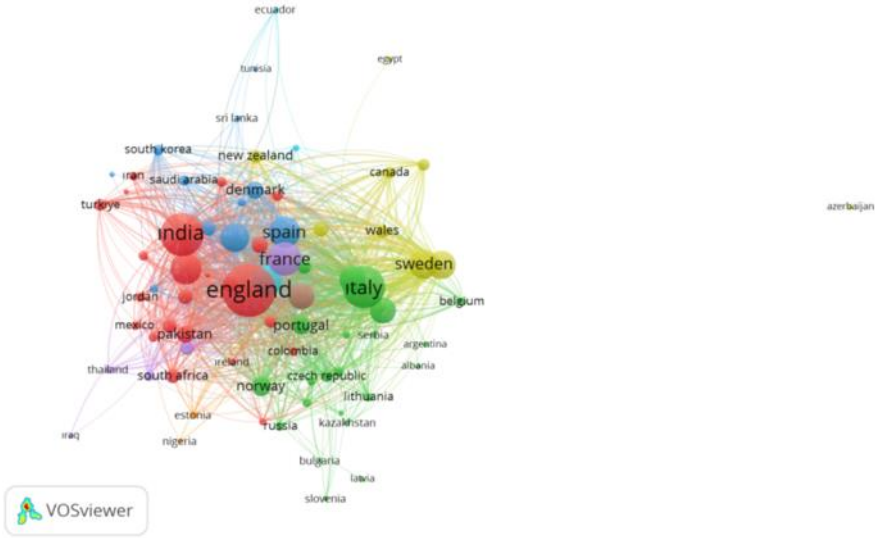 ecuador
egypt
tunisia
sri lanka
south korea
new zealand
canada
iran
saudi arabia
denmark
turkiye
azerbaijan
india
spain
wales
france
sweden
england
italy
jordan
belgium
mexico
pakistan
portugal
serbia
argentina
colombia
ireland
albania
thailand
south africa
czech republic
norway
lithuania
estonia
russia
kazakhstan
iraq
nigeria
bulgaria
latvia
slovenia
VOSviewer